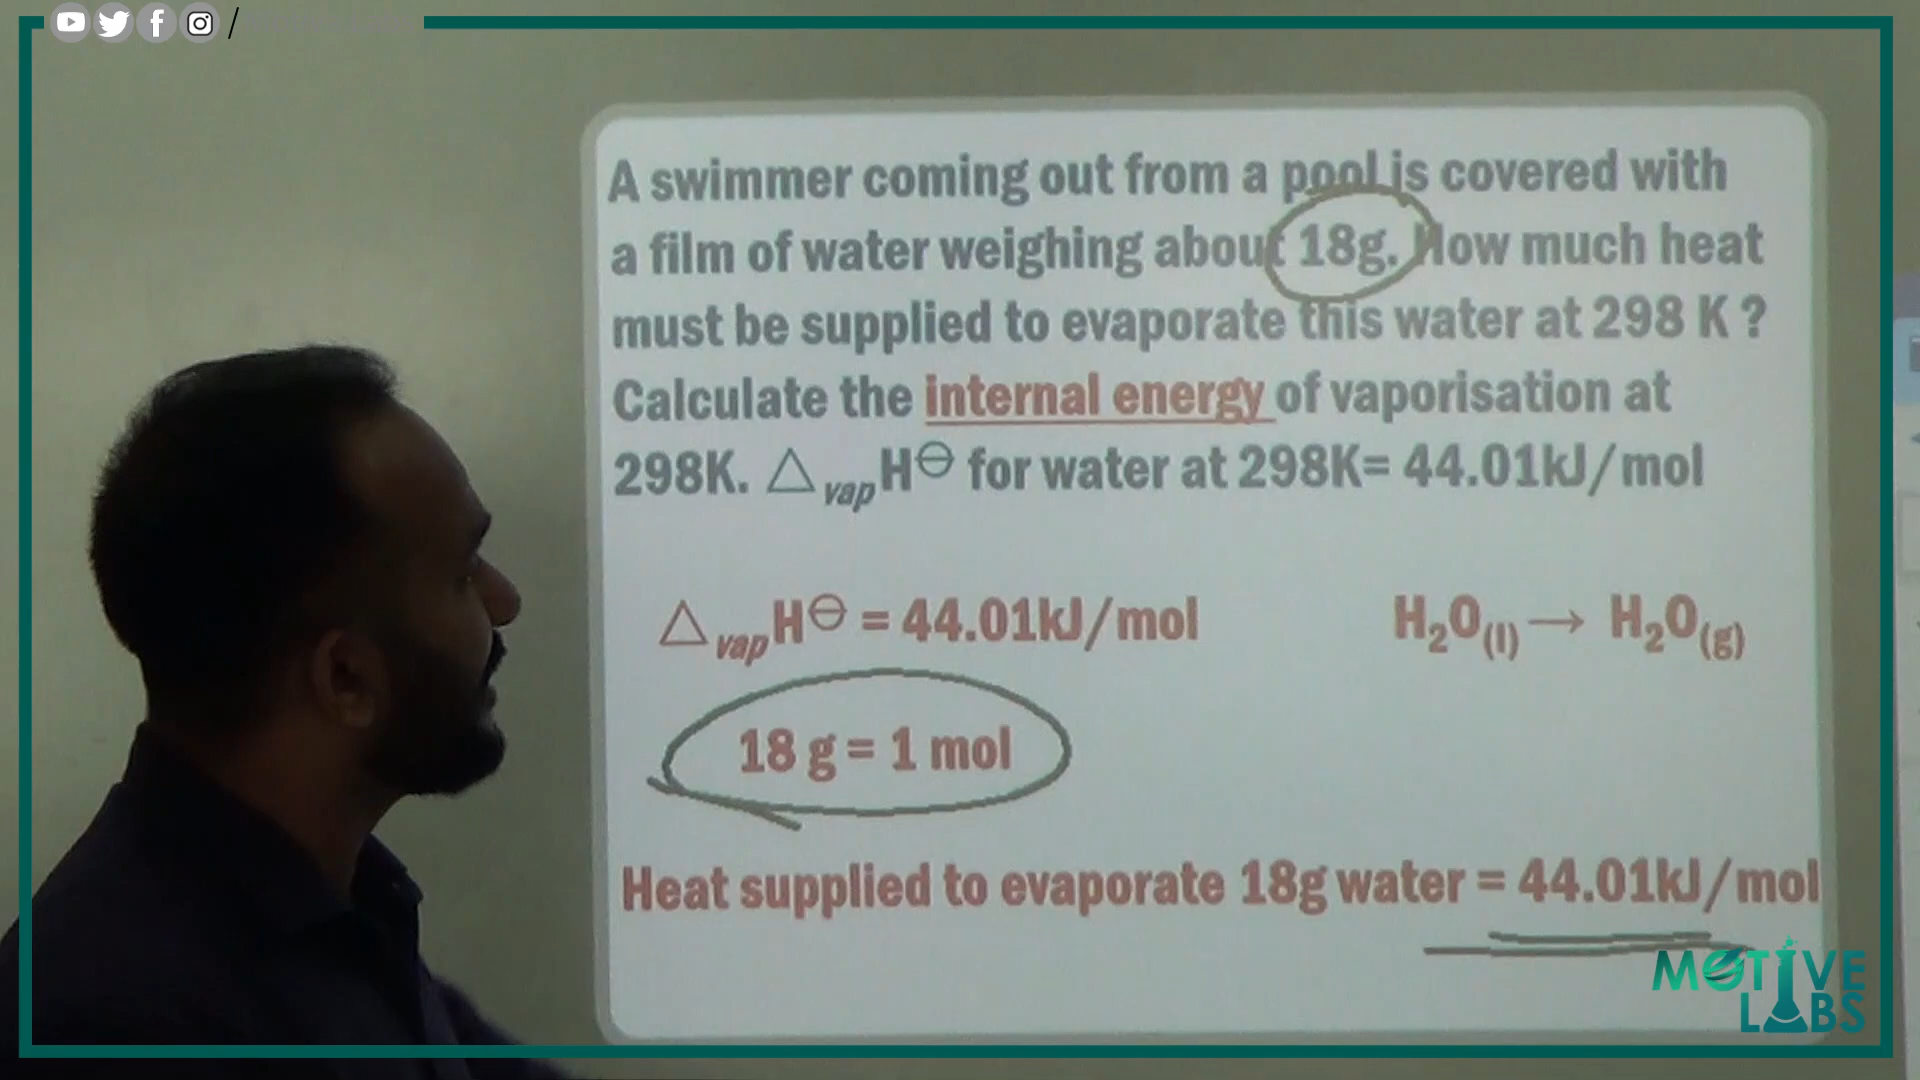 /
A swimmer coming out from a pool is covered with
a film of water weighing about 18g. How much heat
must be supplied to evaporate this water at 298 K ?
Calculate the internal energy of vaporisation at
298K. △vapH⊖ for water at 298K= 44.01kJ/mol
△vapH⊖ = 44.01kJ/mol H₂O(l) → H₂O(g)
18 g = 1 mol
Heat supplied to evaporate 18g water = 44.01kJ/mol
MOTIVE
LABS